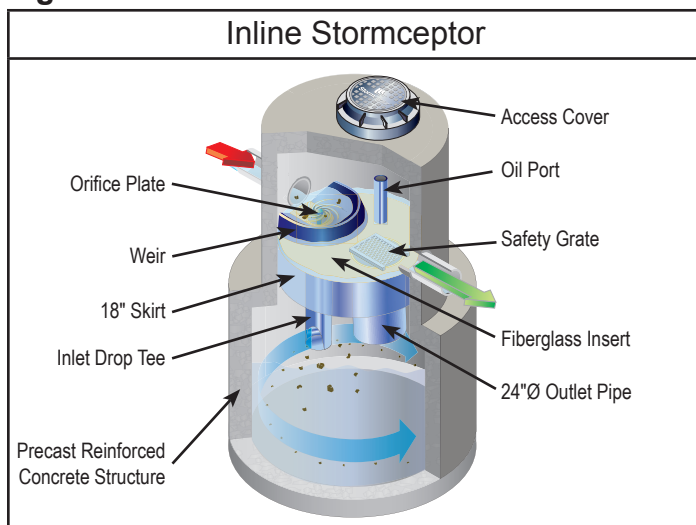 Inline Stormceptor
Access Cover
Oil Port
Orifice Plate
Safety Grate
Weir
18" Skirt
Fiberglass Insert
Inlet Drop Tee
24"Ø Outlet Pipe
Precast Reinforced
Concrete Structure